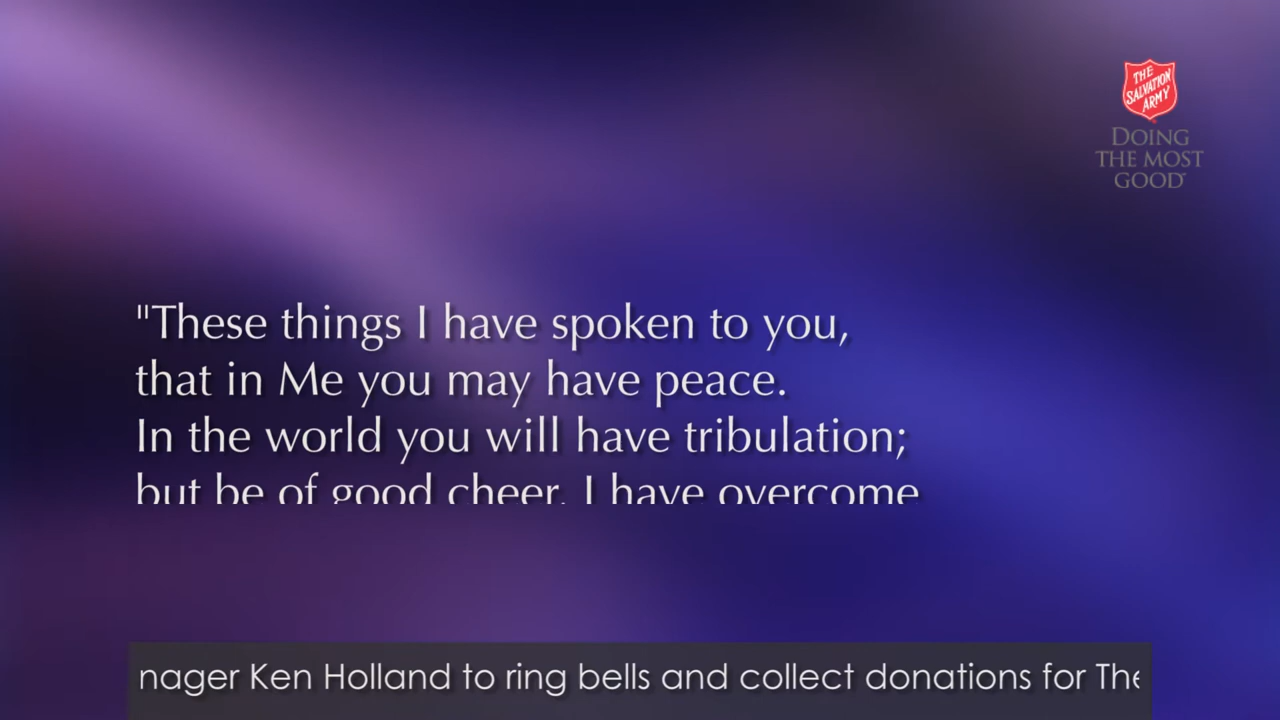 THE
SALVATION
ARMY
DOING
THE MOST
GOOD
"These things I have spoken to you,
that in Me you may have peace.
In the world you will have tribulation;
but be of good cheer, I have overcome
nager Ken Holland to ring bells and collect donations for The